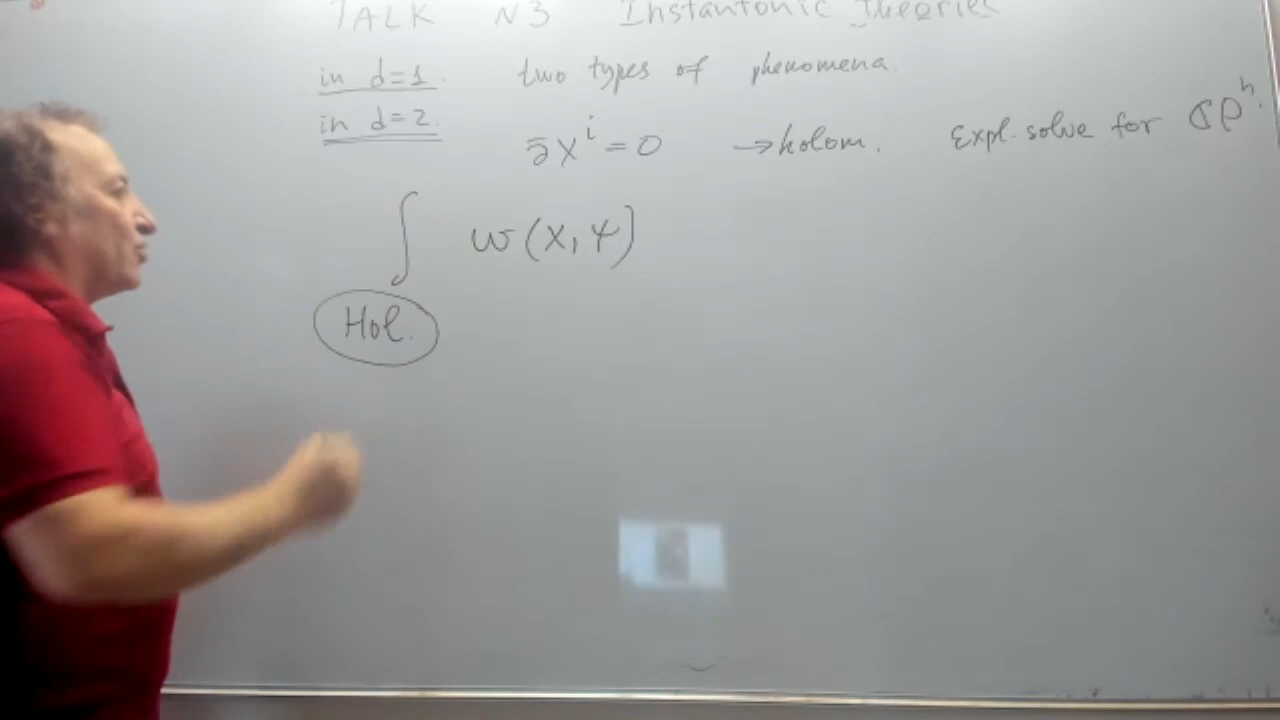 TALK N3 Instantonic Theories
in d=1. two types of phenomena.
in d=2. ∂̄X^i = 0 → holom. Expl. solve for CP^n.
∫ ω(X, ψ)
Hol.